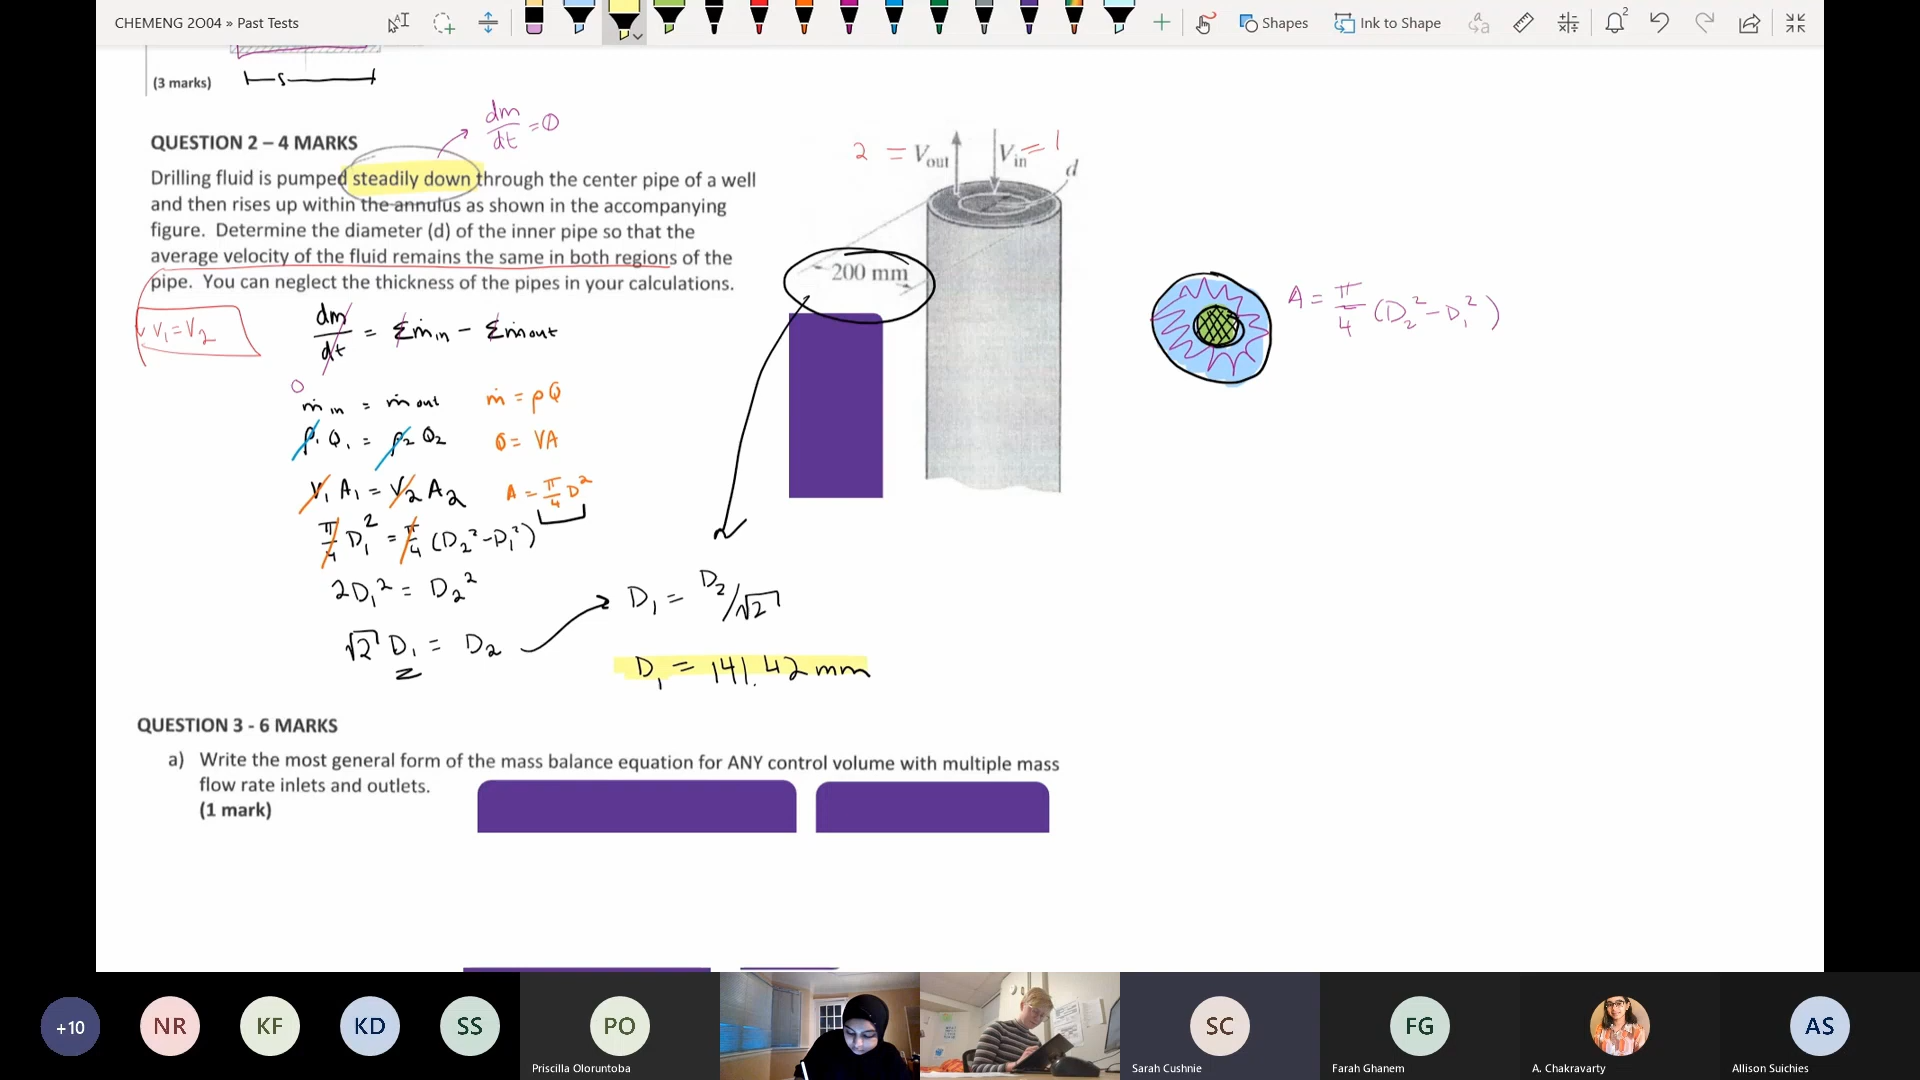 CHEMENG 2O04 » Past Tests
Shapes
Ink to Shape
2
(3 marks)
S
dm/dt = 0
QUESTION 2 – 4 MARKS
Drilling fluid is pumped steadily down through the center pipe of a well
and then rises up within the annulus as shown in the accompanying
figure. Determine the diameter (d) of the inner pipe so that the
average velocity of the fluid remains the same in both regions of the
pipe. You can neglect the thickness of the pipes in your calculations.
2 = Vout
Vin = 1
d
200 mm
V₁ = V₂
dm/dt = Σṁin − Σṁout
0
ṁin = ṁout
ṁ = ρQ
ρ₁Q₁ = ρ₂Q₂
Q = VA
V₁A₁ = V₂A₂
A = π/4 D²
π/4 D₁² = π/4 (D₂² − D₁²)
2D₁² = D₂²
√2 D₁ = D₂
D₁ = D₂/√2
D₁ = 141.42 mm
A = π/4 (D₂² − D₁²)
QUESTION 3 - 6 MARKS
a) Write the most general form of the mass balance equation for ANY control volume with multiple mass
flow rate inlets and outlets.
(1 mark)
+10
NR
KF
KD
SS
PO
Priscilla Oloruntoba
SC
Sarah Cushnie
FG
Farah Ghanem
A. Chakravarty
AS
Allison Suichies